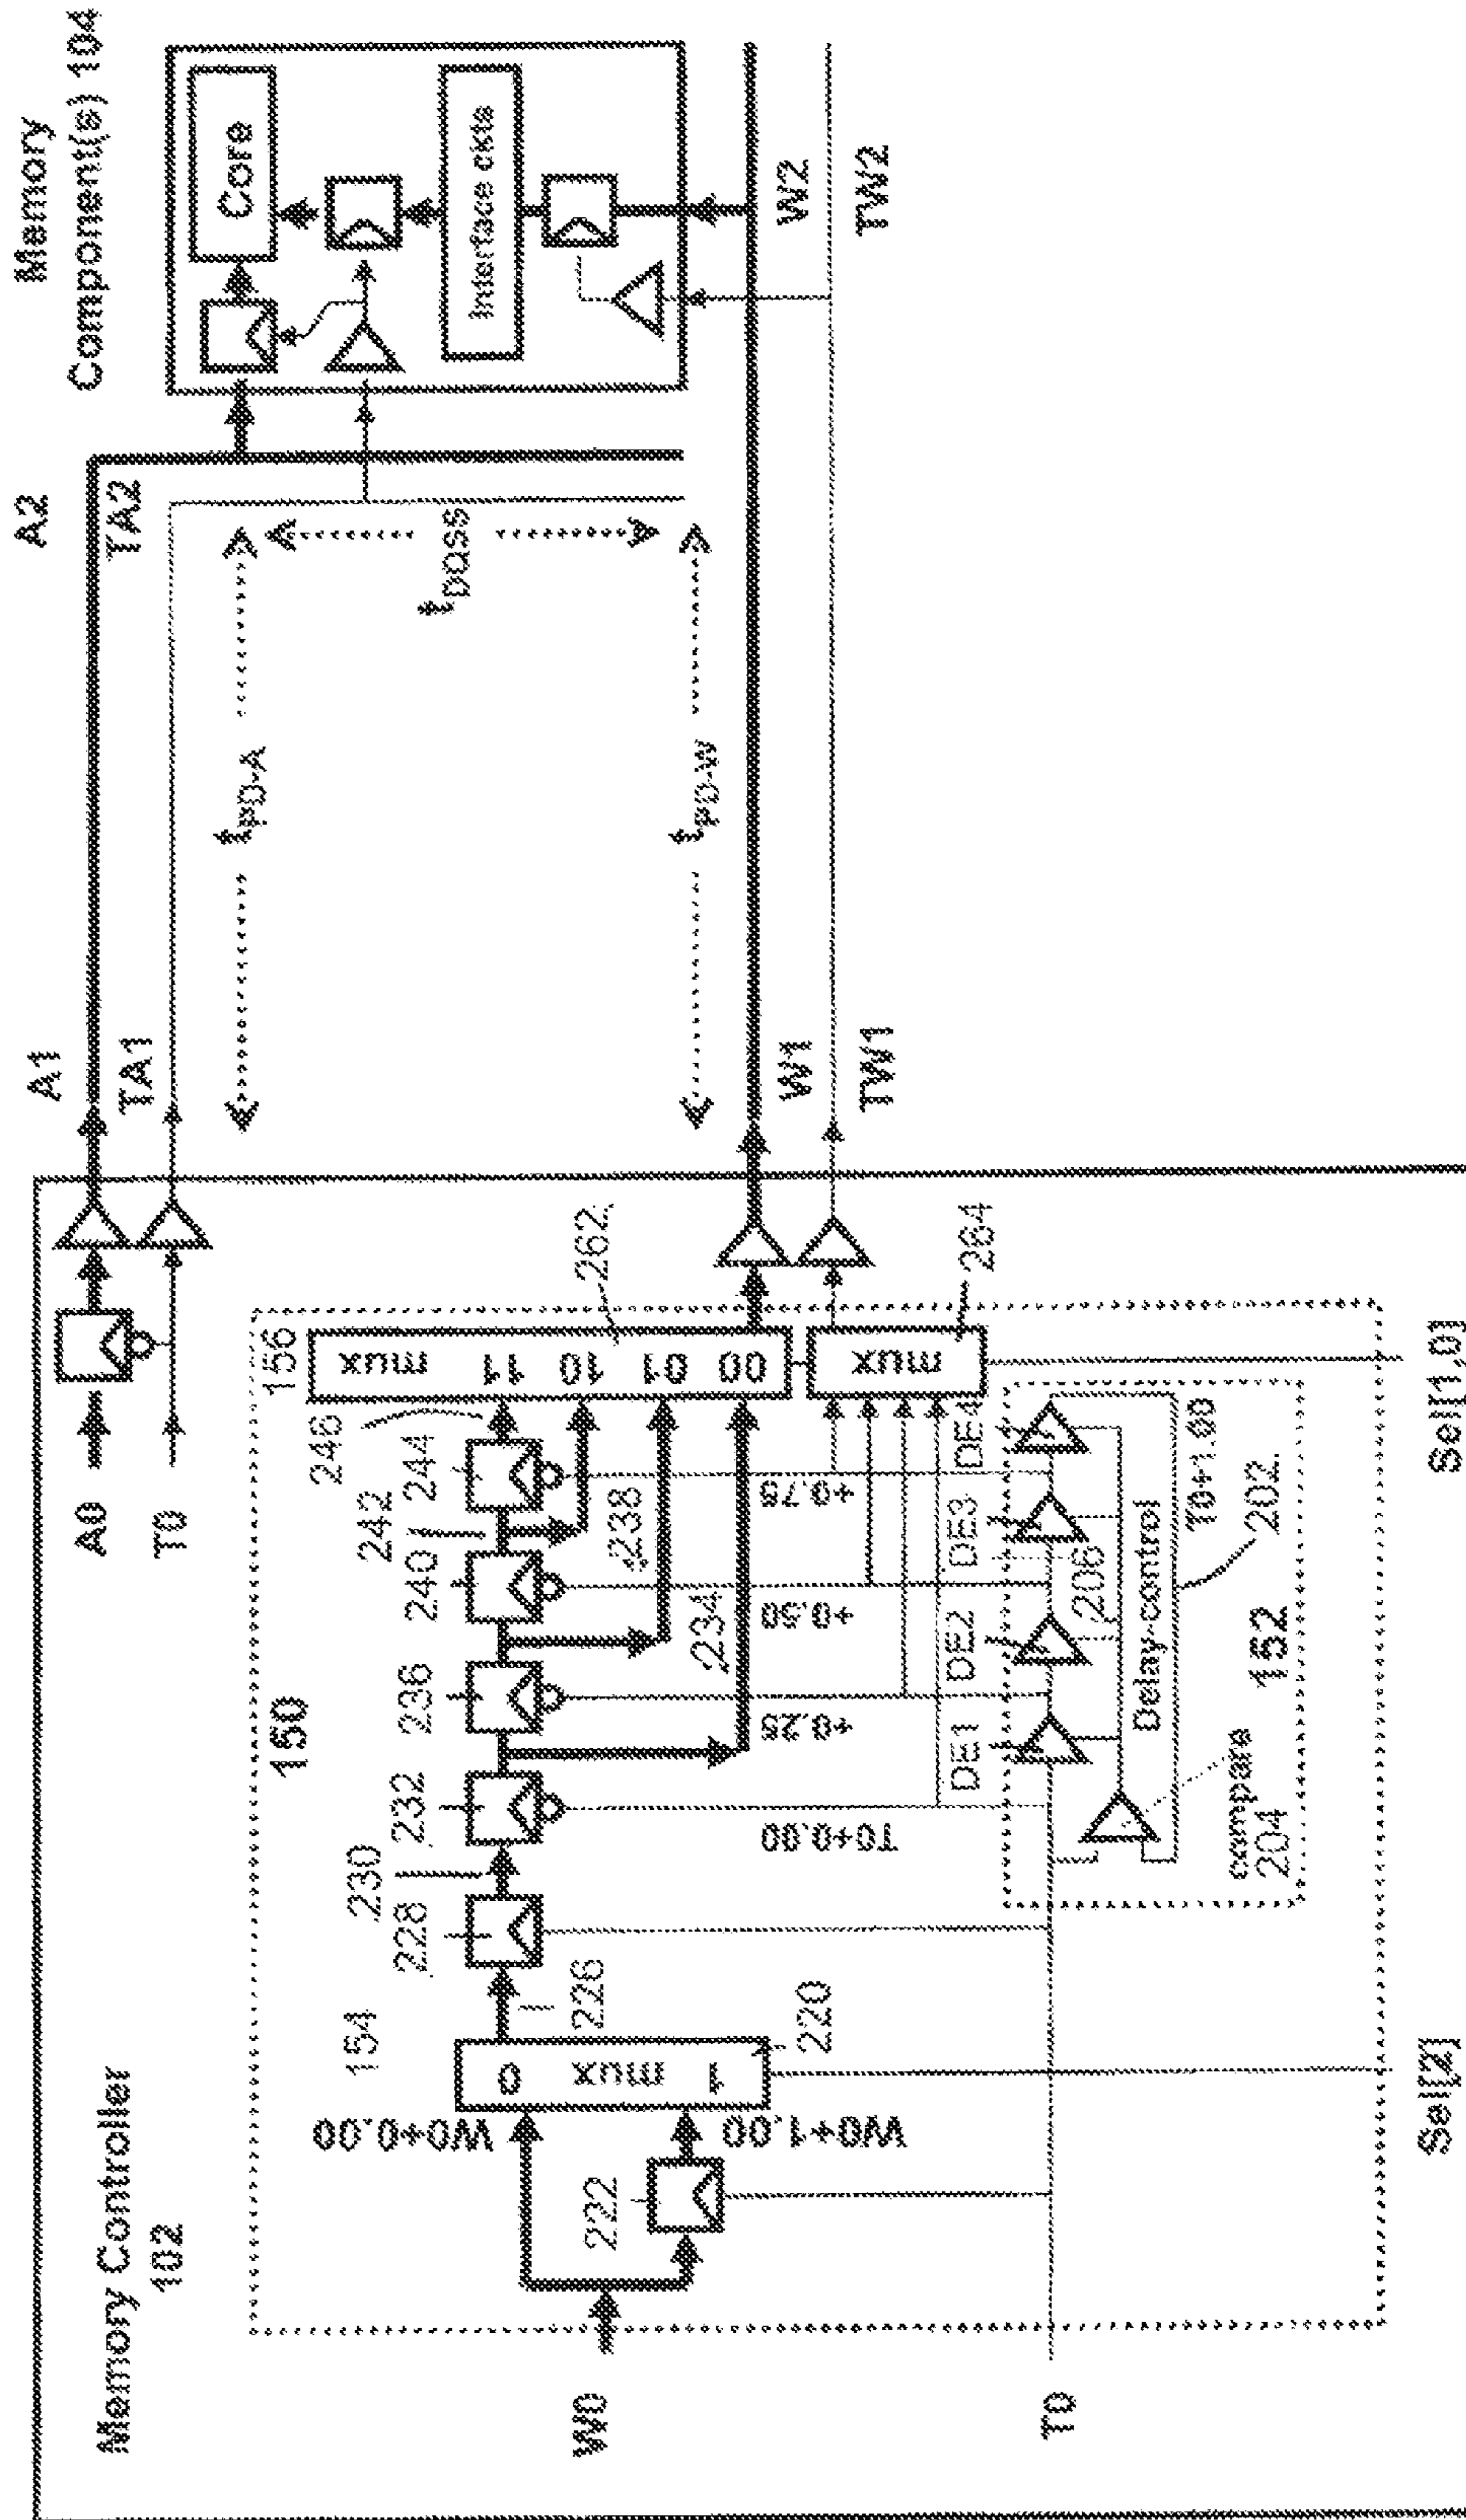 Memory Controller
102
A0
T0
A1
TA1
A2
TA2
Memory
Component(s) 104
Core
Interface ckts
tPD-A
tDQSS
tPD-W
W1
TW1
W2
TW2
150
154
W0
W0+0.00
W0+1.00
222
0
mux
1
220
226
228
230
232
236
240
242
244
246
156
mux
11
10
01
00
262
234
238
mux
264
T0+0.00
+0.25
+0.50
+0.75
DE1
DE2
DE3
DE4
206
Delay-control
T0+1.00
202
152
compare
204
T0
Sel[2]
Sel[1,0]